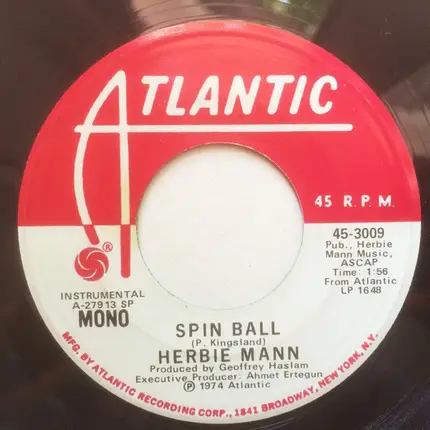 ATLANTIC
45 R.P.M.
®
45-3009
Pub., Herbie
Mann Music,
ASCAP
Time: 1:56
From Atlantic
LP 1648
INSTRUMENTAL
A-27913 SP
MONO
SPIN BALL
(P. Kingsland)
HERBIE MANN
Produced by Geoffrey Haslam
Executive Producer: Ahmet Ertegun
℗ 1974 Atlantic
MFG. BY ATLANTIC RECORDING CORP., 1841 BROADWAY, NEW YORK, N.Y.